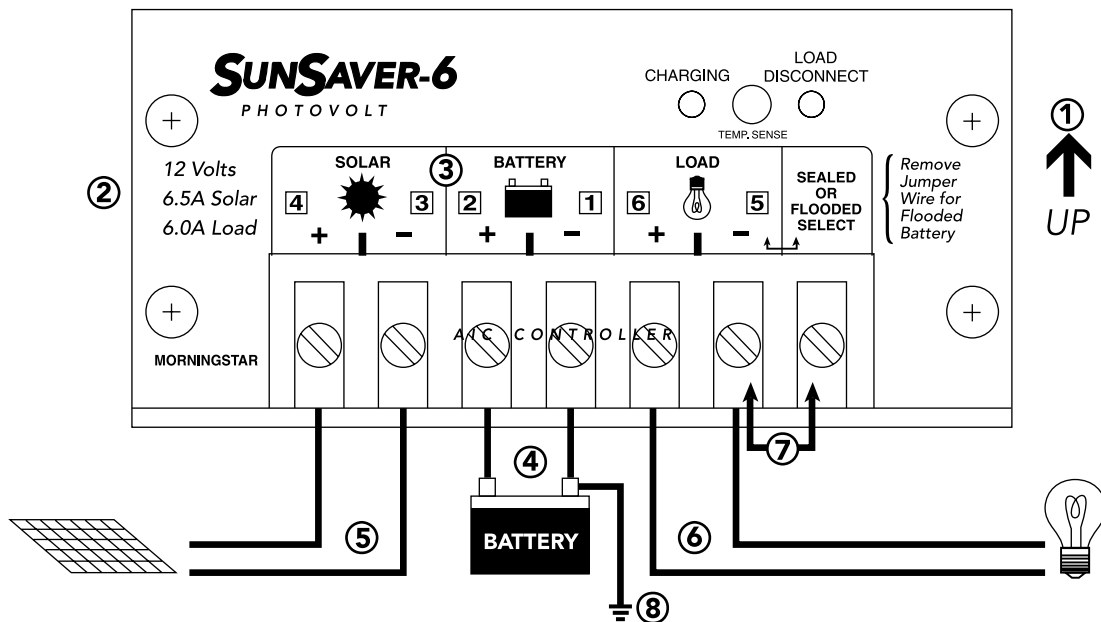 SUNSAVER-6
PHOTOVOLT
CHARGING
LOAD
DISCONNECT
TEMP. SENSE
①
UP
②
12 Volts
6.5A Solar
6.0A Load
③
SOLAR
4
3
+ −
BATTERY
2
1
+ −
LOAD
6
5
+ −
SEALED
OR
FLOODED
SELECT
Remove
Jumper
Wire for
Flooded
Battery
AIC CONTROLLER
MORNINGSTAR
④
⑦
BATTERY
⑤
⑥
⑧